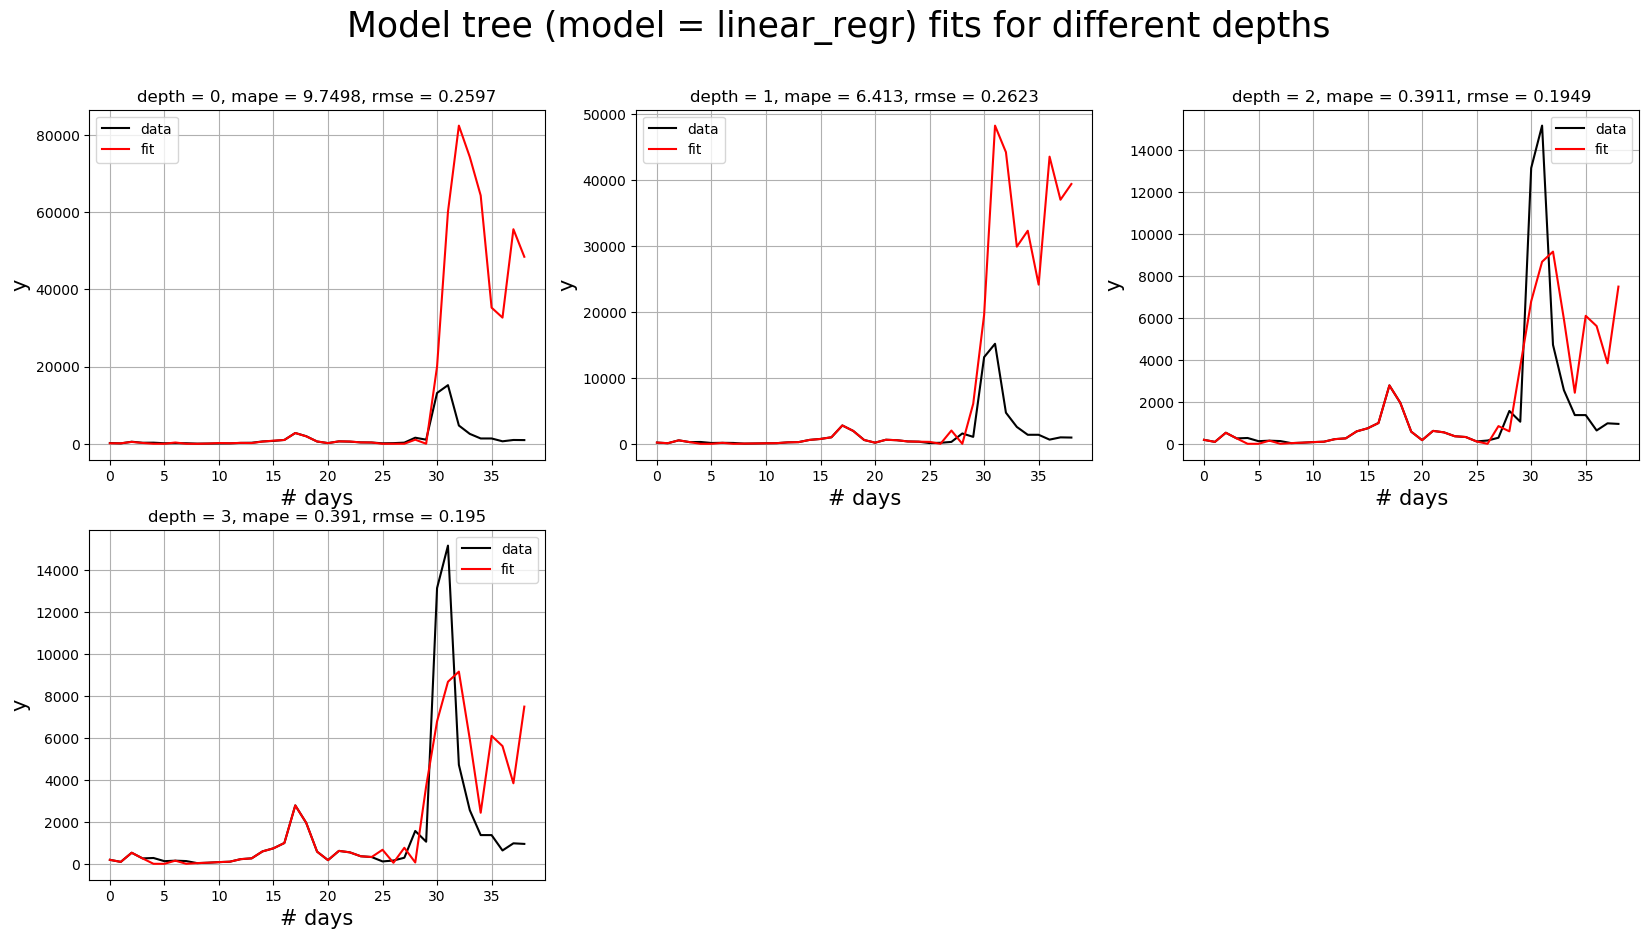 Model tree (model = linear_regr) fits for different depths
depth = 0, mape = 9.7498, rmse = 0.2597
data
fit
80000
60000
40000
20000
0
y
0 5 10 15 20 25 30 35
# days
depth = 1, mape = 6.413, rmse = 0.2623
data
fit
50000
40000
30000
20000
10000
0
y
0 5 10 15 20 25 30 35
# days
depth = 2, mape = 0.3911, rmse = 0.1949
data
fit
14000
12000
10000
8000
6000
4000
2000
0
y
0 5 10 15 20 25 30 35
# days
depth = 3, mape = 0.391, rmse = 0.195
data
fit
14000
12000
10000
8000
6000
4000
2000
0
y
0 5 10 15 20 25 30 35
# days